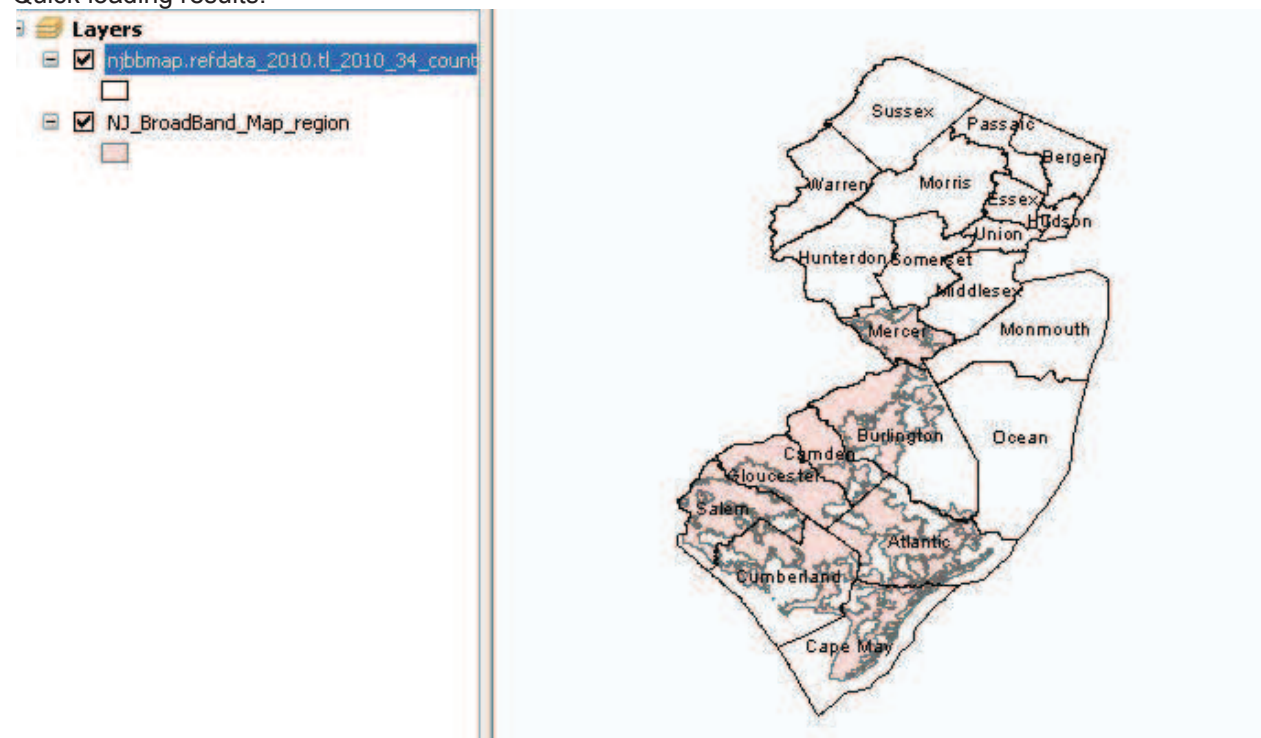 Quick loading results:
Layers
njbbmap.refdata_2010.tl_2010_34_count
NJ_BroadBand_Map_region
Sussex
Passaic
Bergen
Warren
Morris
Essex
Hudson
Union
Hunterdon
Somerset
Middlesex
Mercer
Monmouth
Burlington
Ocean
Camden
Gloucester
Salem
Atlantic
Cumberland
Cape May